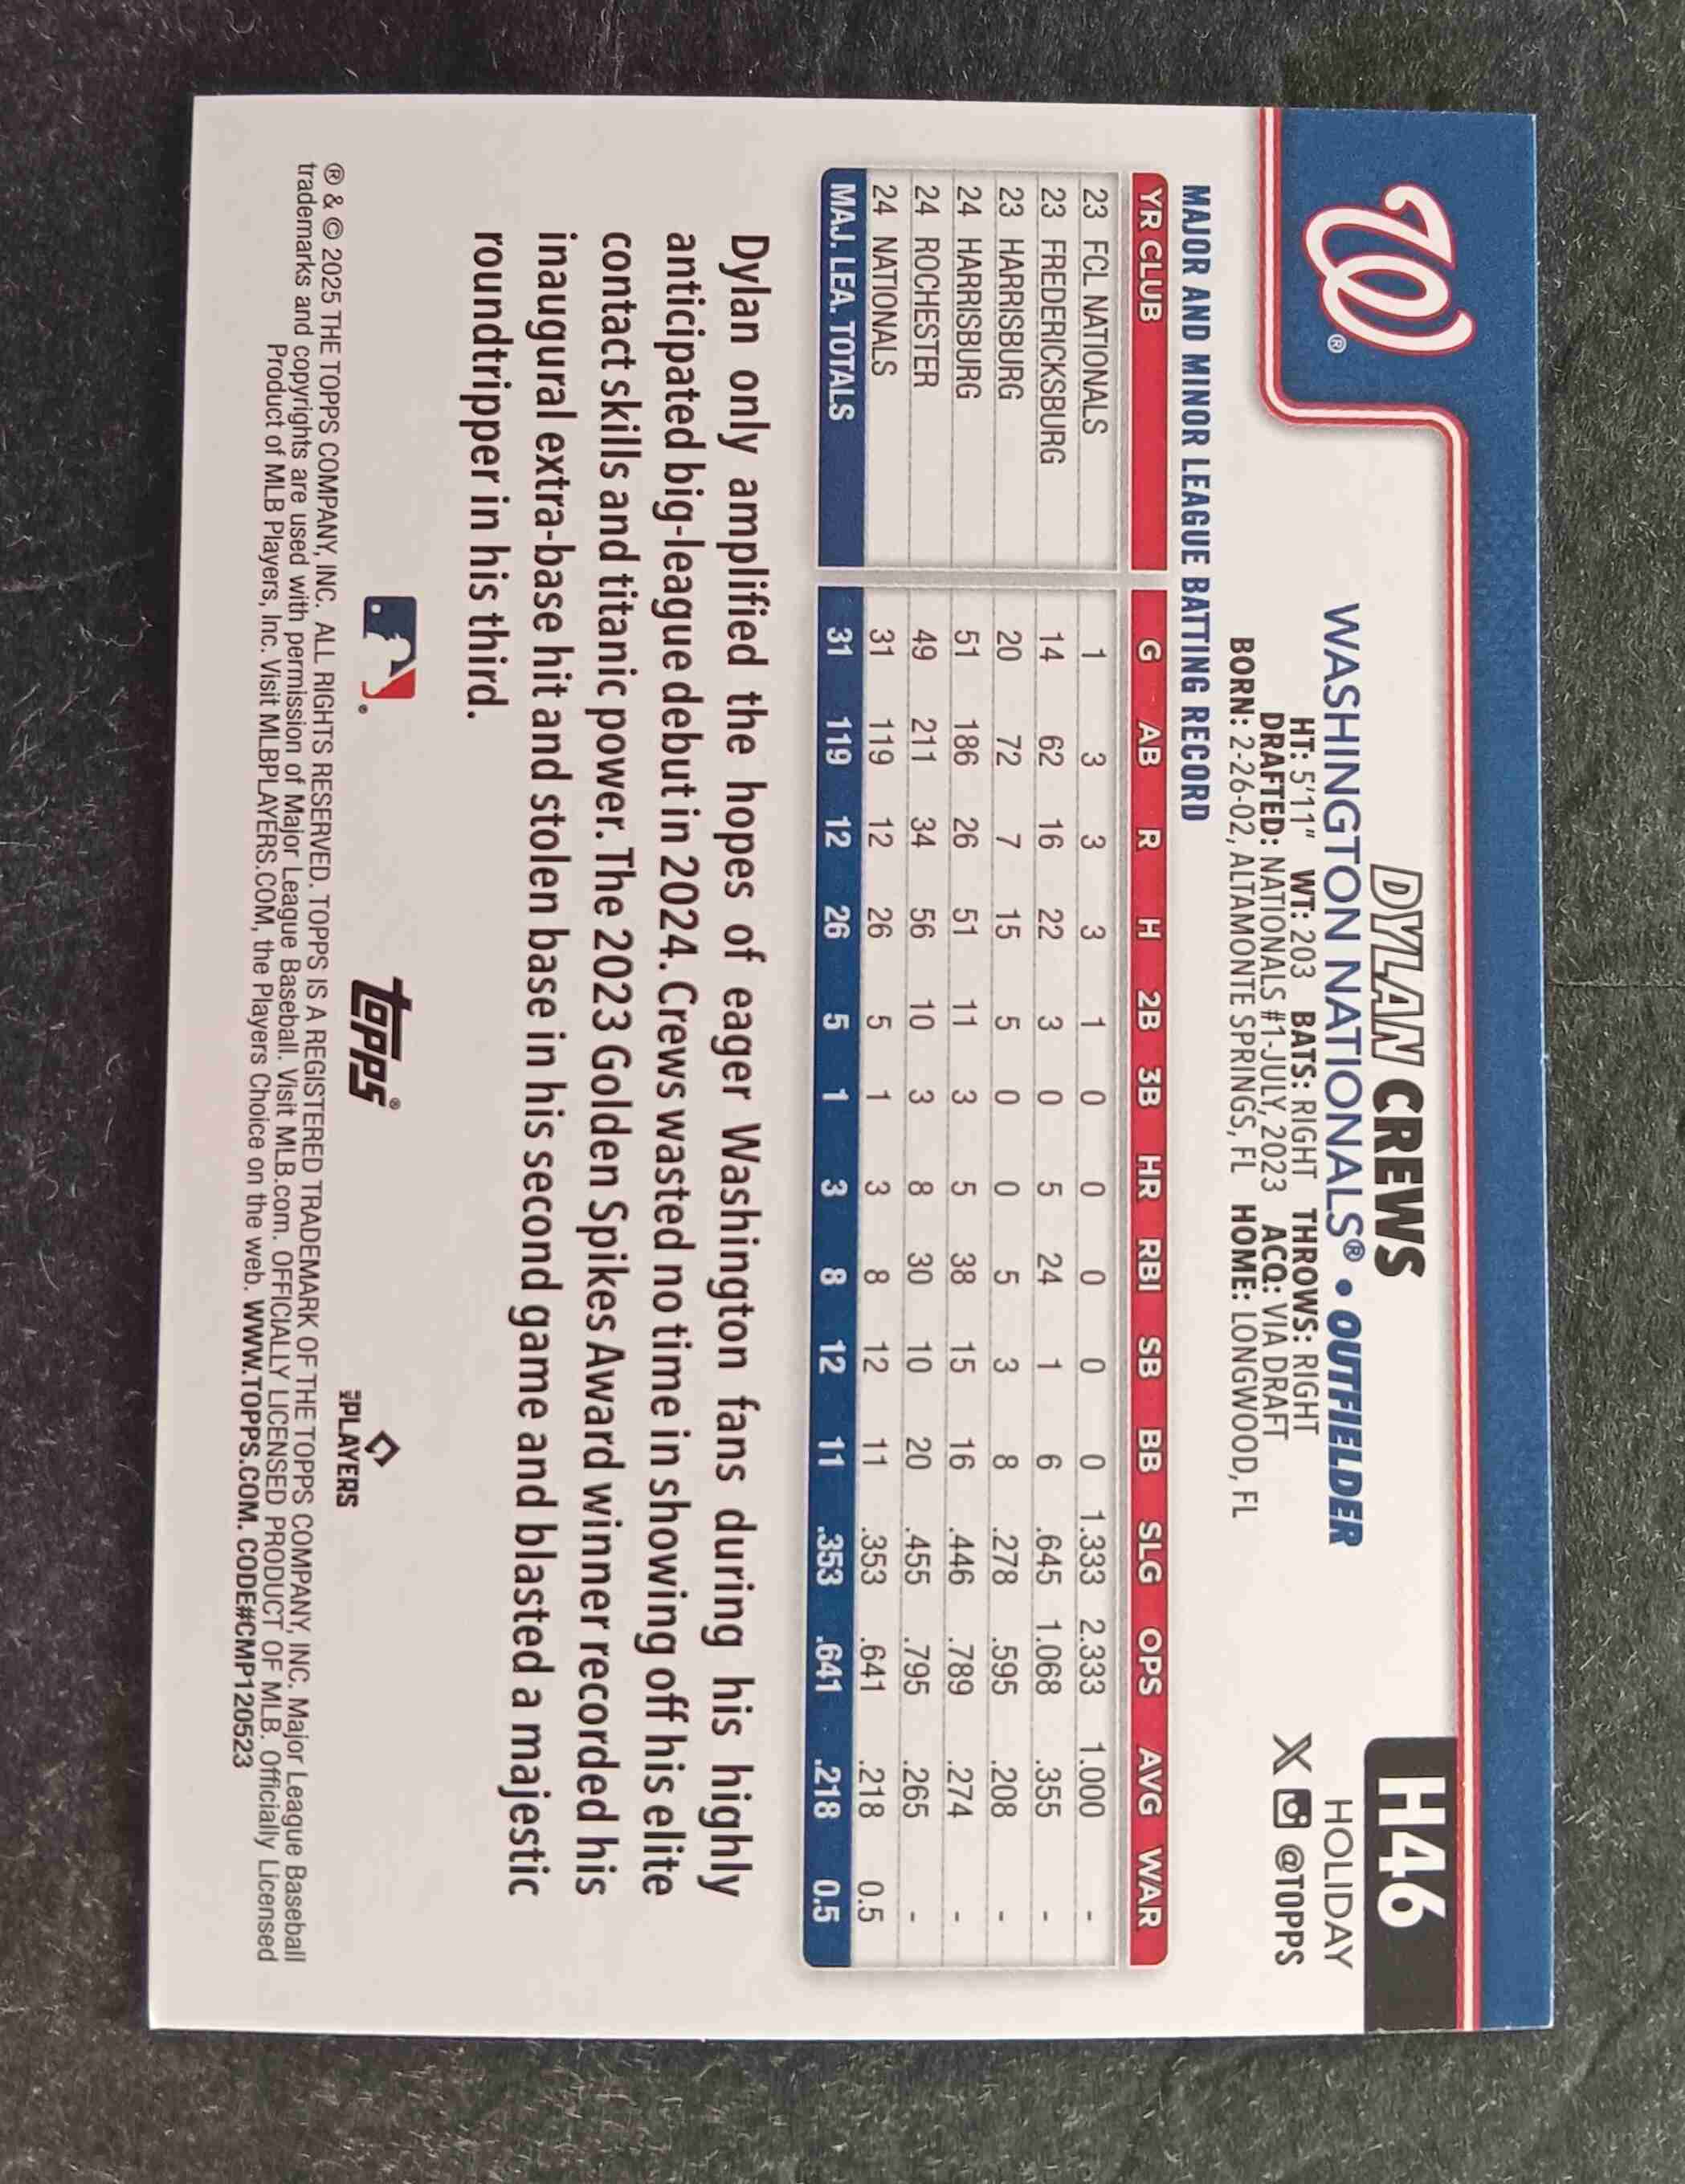 W®
H46
DYLAN CREWS
HOLIDAY
WASHINGTON NATIONALS® • OUTFIELDER
HT: 5'11" WT: 203 BATS: RIGHT THROWS: RIGHT
X @TOPPS
DRAFTED: NATIONALS #1-JULY, 2023 ACQ: VIA DRAFT
BORN: 2-26-02, ALTAMONTE SPRINGS, FL HOME: LONGWOOD, FL
MAJOR AND MINOR LEAGUE BATTING RECORD
YR CLUB G AB R H 2B 3B HR RBI SB BB SLG OPS AVG WAR
23 FCL NATIONALS 1 3 3 3 1 0 0 0 0 0 1.333 2.333 1.000 -
23 FREDERICKSBURG 14 62 16 22 3 0 5 24 1 6 .645 1.068 .355 -
23 HARRISBURG 20 72 7 15 5 0 0 5 3 8 .278 .595 .208 -
24 HARRISBURG 51 186 26 51 11 3 5 38 15 16 .446 .789 .274 -
24 ROCHESTER 49 211 34 56 10 3 8 30 10 20 .455 .795 .265 -
24 NATIONALS 31 119 12 26 5 1 3 8 12 11 .353 .641 .218 0.5
MAJ. LEA. TOTALS 31 119 12 26 5 1 3 8 12 11 .353 .641 .218 0.5
Dylan only amplified the hopes of eager Washington fans during his highly
anticipated big-league debut in 2024. Crews wasted no time in showing off his elite
contact skills and titanic power. The 2023 Golden Spikes Award winner recorded his
inaugural extra-base hit and stolen base in his second game and blasted a majestic
roundtripper in his third.
®
topps®
PLAYERS
® & © 2025 THE TOPPS COMPANY, INC. ALL RIGHTS RESERVED. TOPPS IS A REGISTERED TRADEMARK OF THE TOPPS COMPANY, INC. Major League Baseball
trademarks and copyrights are used with permission of Major League Baseball. Visit MLB.com. OFFICIALLY LICENSED PRODUCT OF MLB. Officially Licensed
Product of MLB Players, Inc. Visit MLBPLAYERS.COM, the Players Choice on the web. WWW.TOPPS.COM. CODE#CMP120523